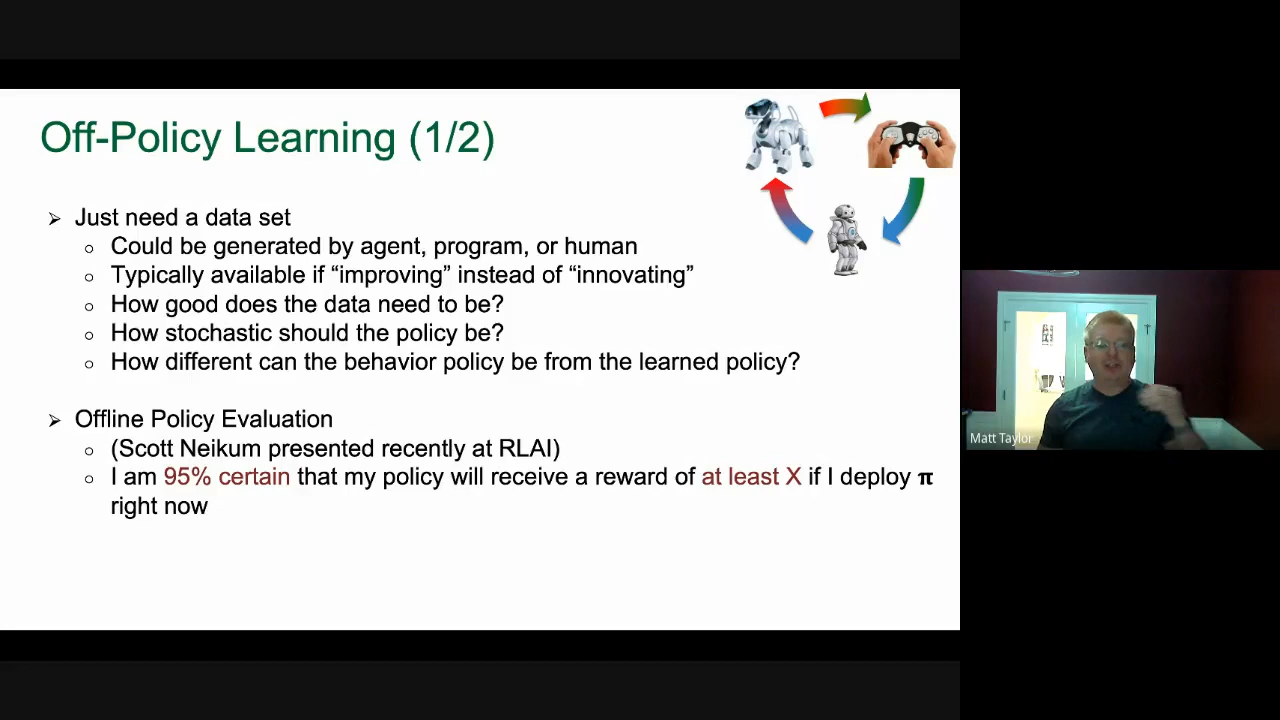 Off-Policy Learning (1/2)
➢ Just need a data set
○ Could be generated by agent, program, or human
○ Typically available if “improving” instead of “innovating”
○ How good does the data need to be?
○ How stochastic should the policy be?
○ How different can the behavior policy be from the learned policy?
➢ Offline Policy Evaluation
○ (Scott Neikum presented recently at RLAI)
○ I am 95% certain that my policy will receive a reward of at least X if I deploy π
right now
Matt Taylor